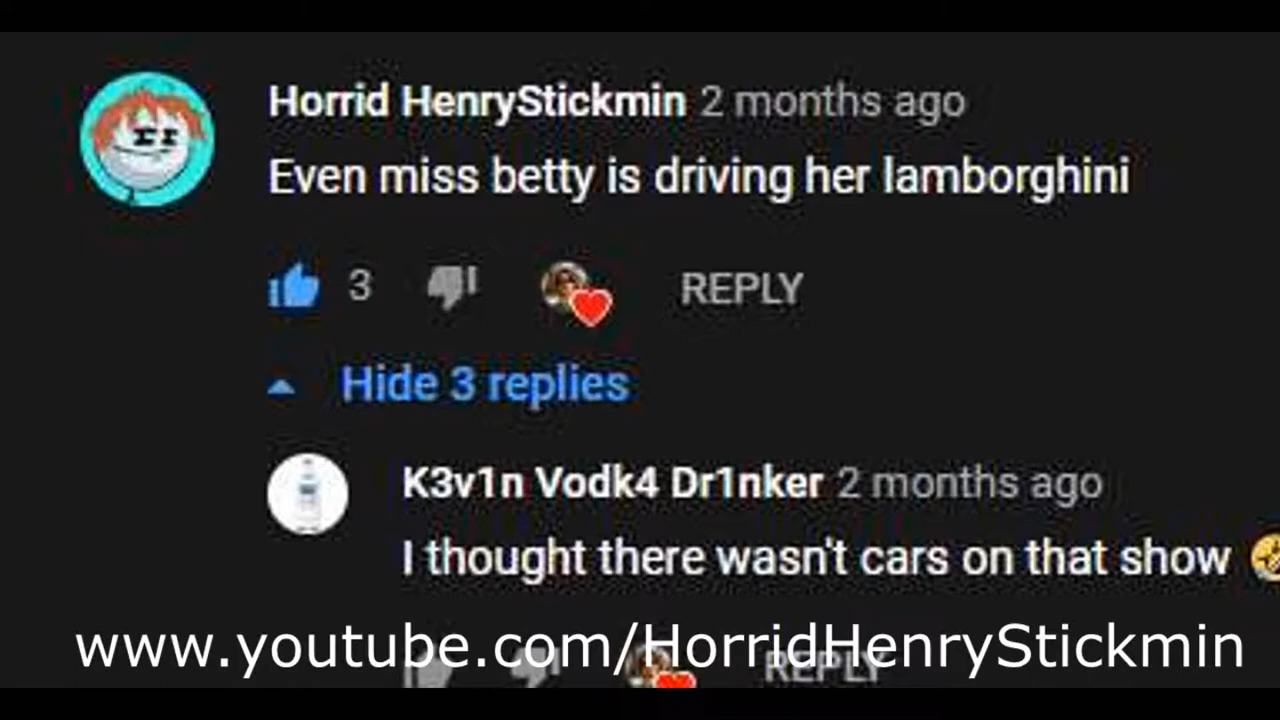 Horrid HenryStickmin 2 months ago
Even miss betty is driving her lamborghini
3 REPLY
Hide 3 replies
K3v1n Vodk4 Dr1nker 2 months ago
I thought there wasn't cars on that show 🤣
REPLY
www.youtube.com/HorridHenryStickmin